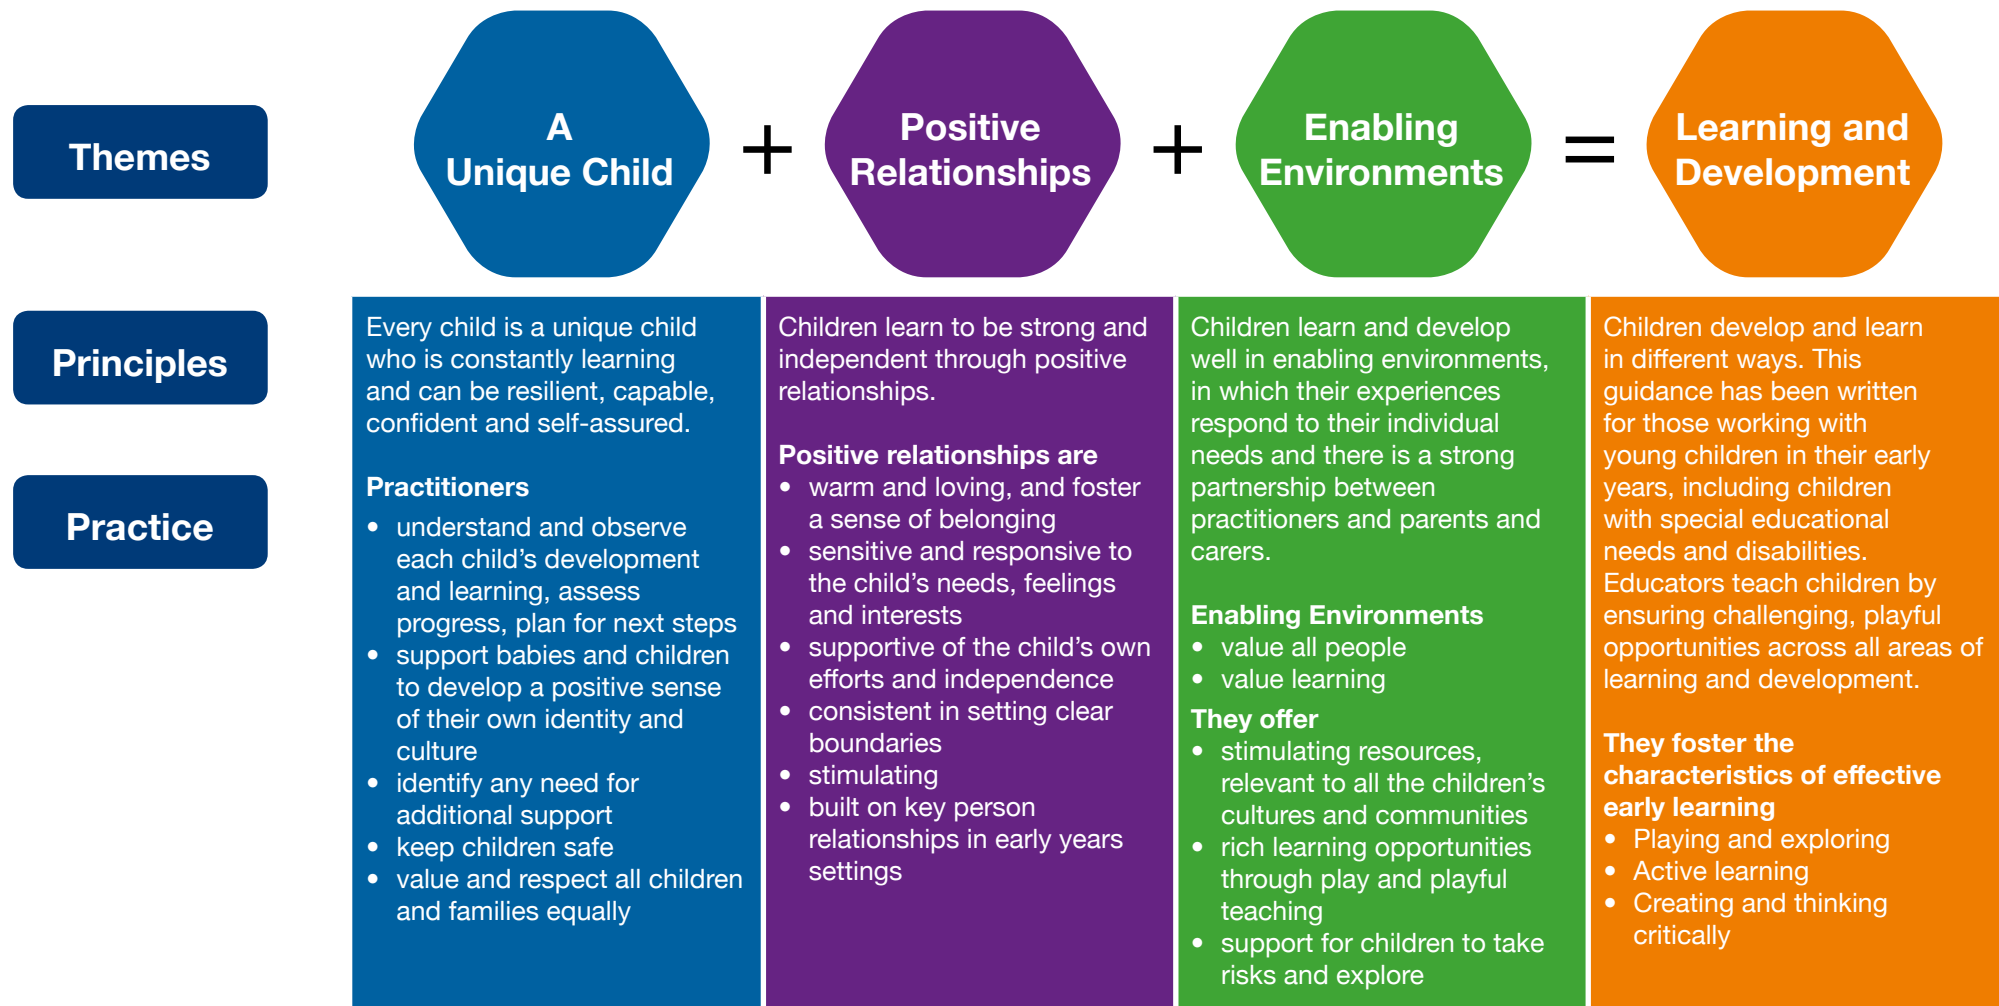 Themes
A
Unique Child
+
Positive
Relationships
+
Enabling
Environments
=
Learning and
Development
Principles
Practice
Every child is a unique child
who is constantly learning
and can be resilient, capable,
confident and self-assured.
Practitioners
• understand and observe
each child’s development
and learning, assess
progress, plan for next steps
• support babies and children
to develop a positive sense
of their own identity and
culture
• identify any need for
additional support
• keep children safe
• value and respect all children
and families equally
Children learn to be strong and
independent through positive
relationships.
Positive relationships are
• warm and loving, and foster
a sense of belonging
• sensitive and responsive to
the child’s needs, feelings
and interests
• supportive of the child’s own
efforts and independence
• consistent in setting clear
boundaries
• stimulating
• built on key person
relationships in early years
settings
Children learn and develop
well in enabling environments,
in which their experiences
respond to their individual
needs and there is a strong
partnership between
practitioners and parents and
carers.
Enabling Environments
• value all people
• value learning
They offer
• stimulating resources,
relevant to all the children’s
cultures and communities
• rich learning opportunities
through play and playful
teaching
• support for children to take
risks and explore
Children develop and learn
in different ways. This
guidance has been written
for those working with
young children in their early
years, including children
with special educational
needs and disabilities.
Educators teach children by
ensuring challenging, playful
opportunities across all areas of
learning and development.
They foster the
characteristics of effective
early learning
• Playing and exploring
• Active learning
• Creating and thinking
critically